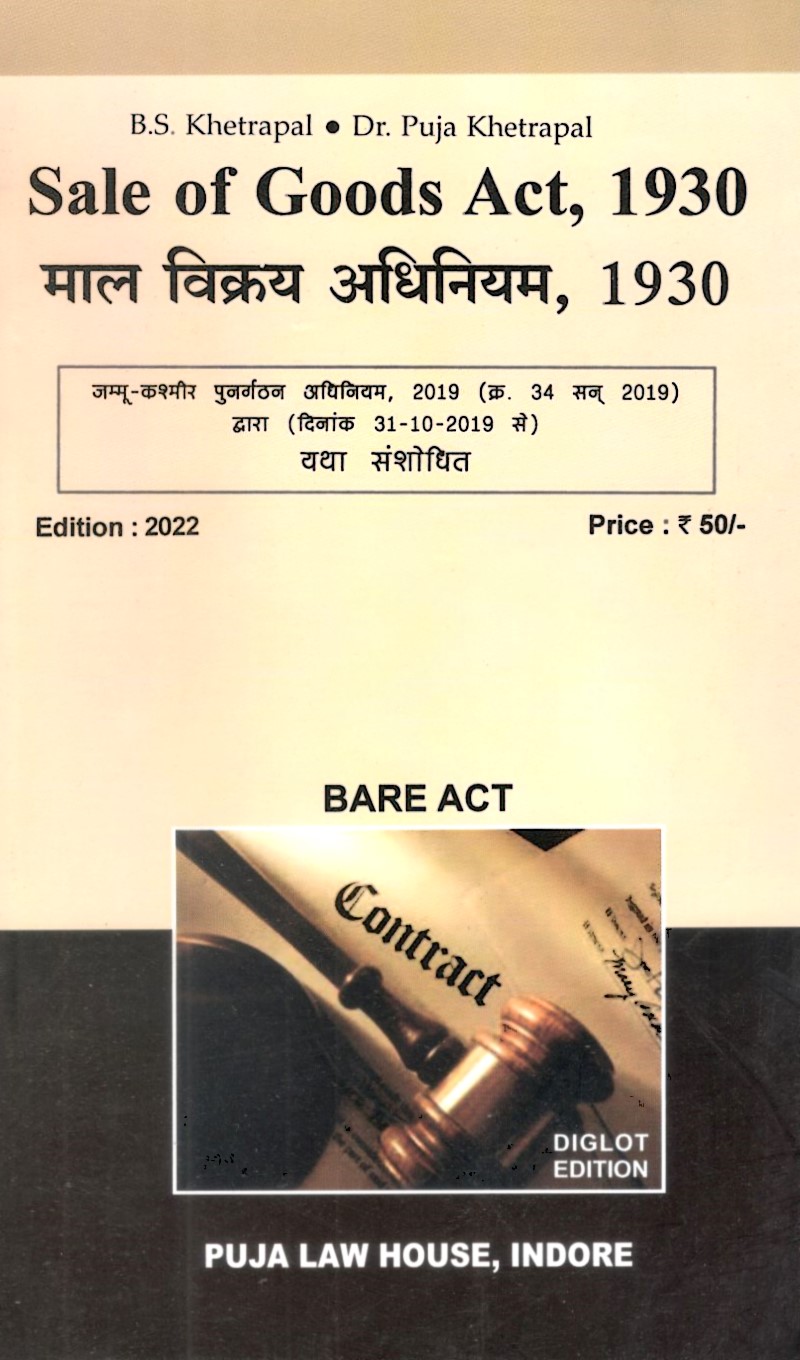 B.S. Khetrapal ● Dr. Puja Khetrapal
Sale of Goods Act, 1930
माल विक्रय अधिनियम, 1930
जम्मू-कश्मीर पुनर्गठन अधिनियम, 2019 (क्र. 34 सन् 2019)
द्वारा (दिनांक 31-10-2019 से)
यथा संशोधित
Edition : 2022
Price : ₹ 50/-
BARE ACT
Contract
DIGLOT
EDITION
PUJA LAW HOUSE, INDORE